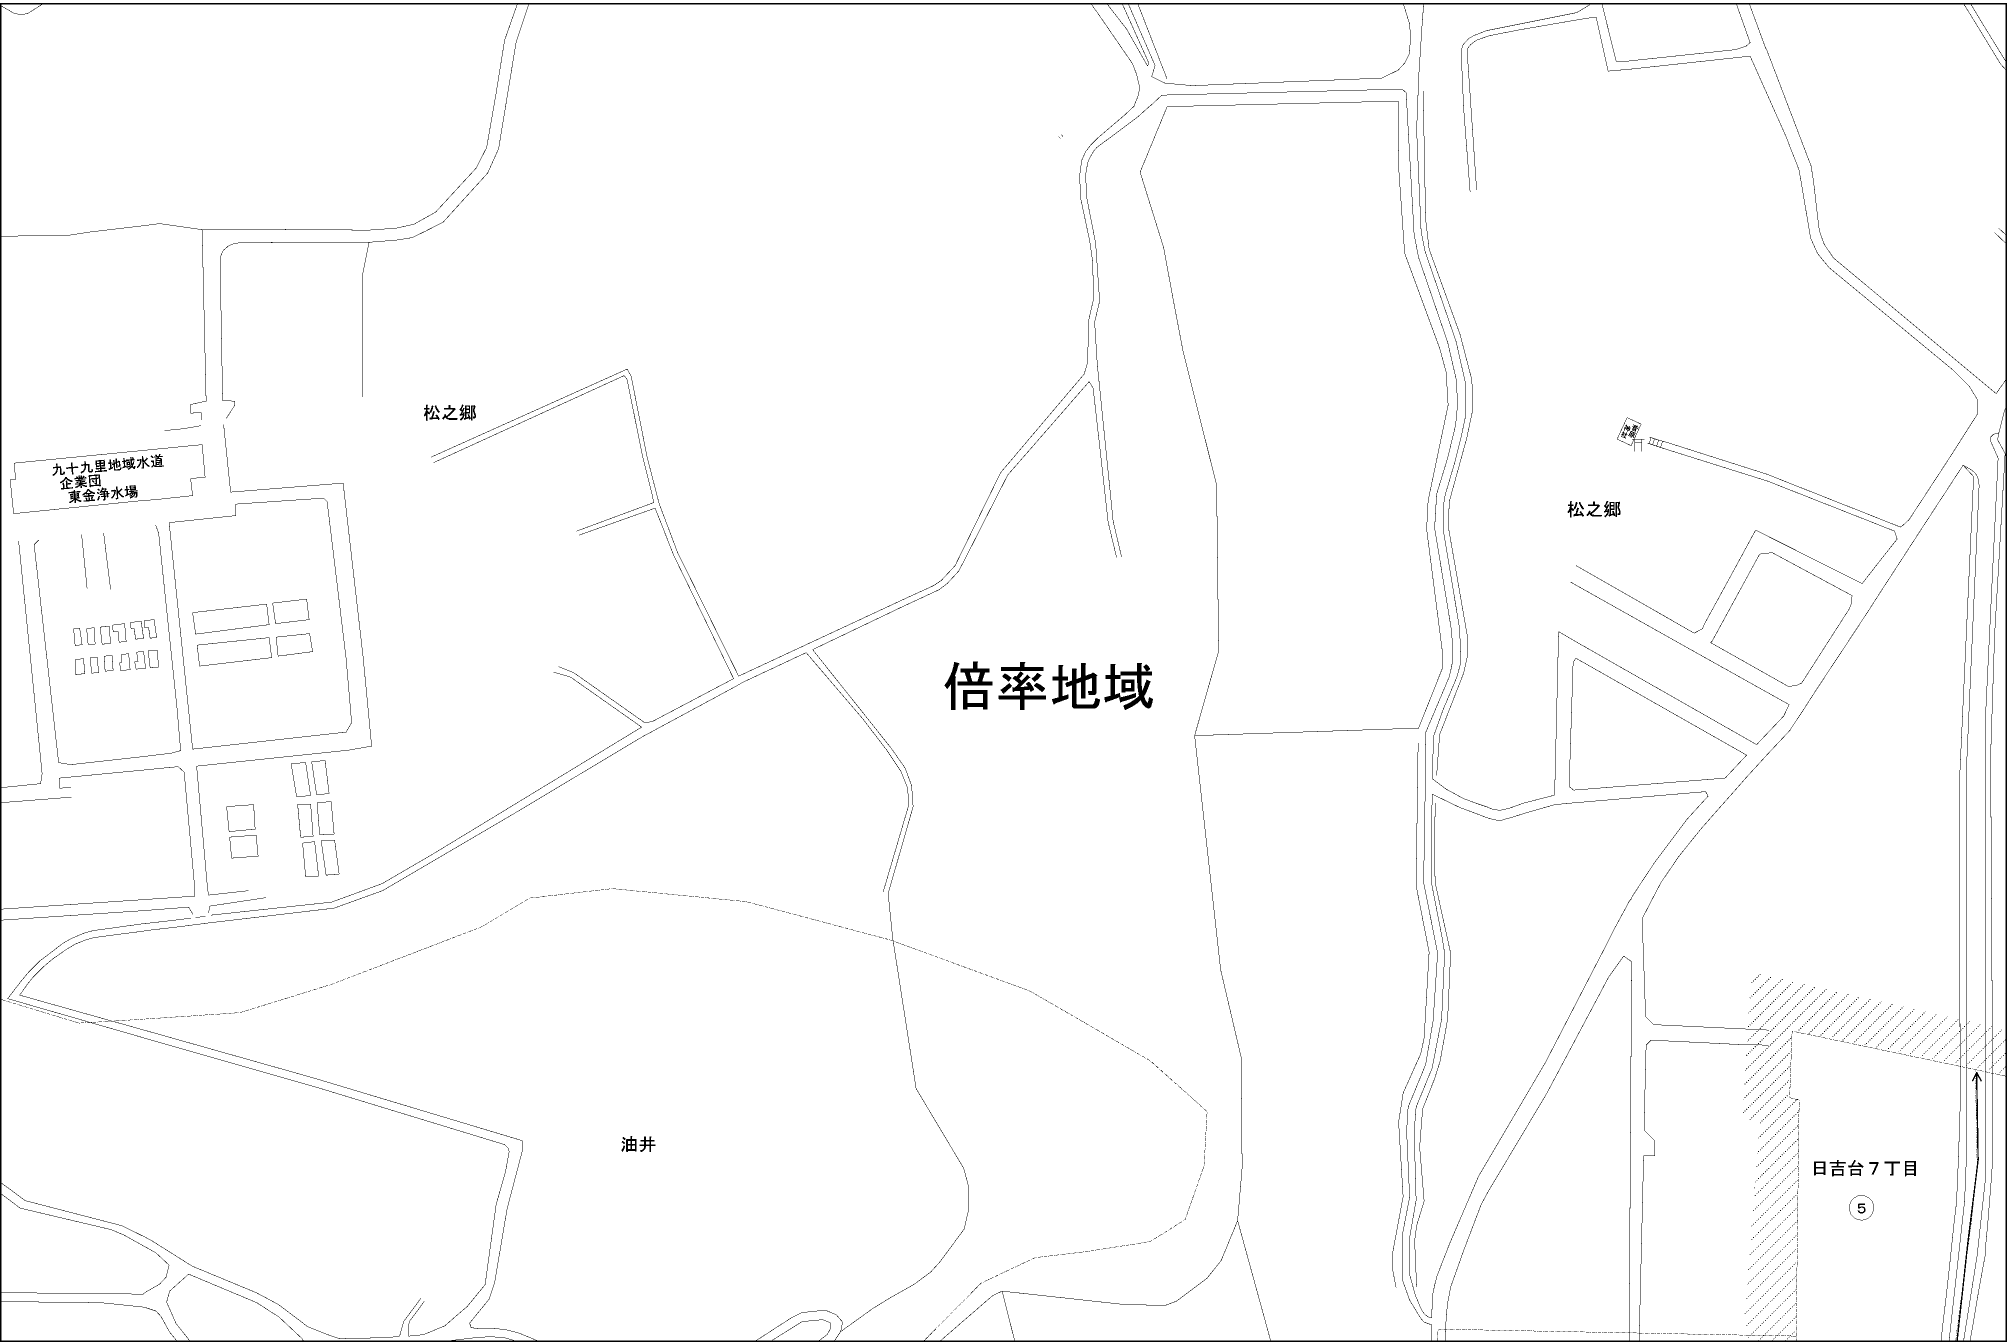 松之郷
九十九里地域水道
企業団
東金浄水場
松之郷
倍率地域
油井
日吉台７丁目
5